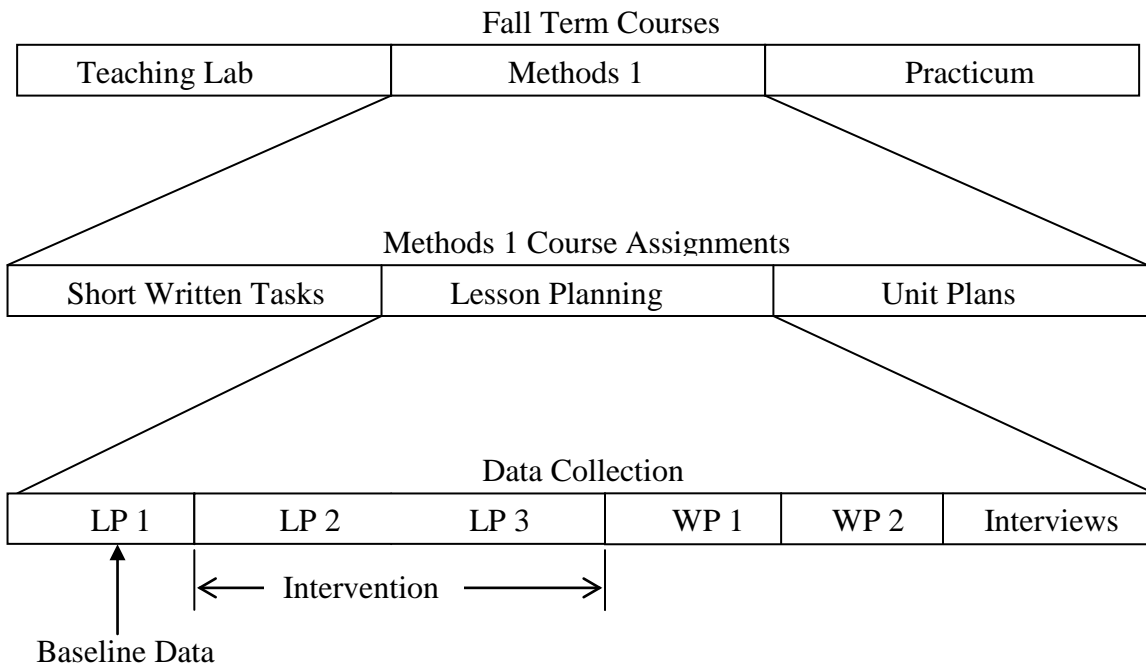 Fall Term Courses
Teaching Lab Methods 1 Practicum
Methods 1 Course Assignments
Short Written Tasks Lesson Planning Unit Plans
Data Collection
LP 1 LP 2 LP 3 WP 1 WP 2 Interviews
Intervention
Baseline Data